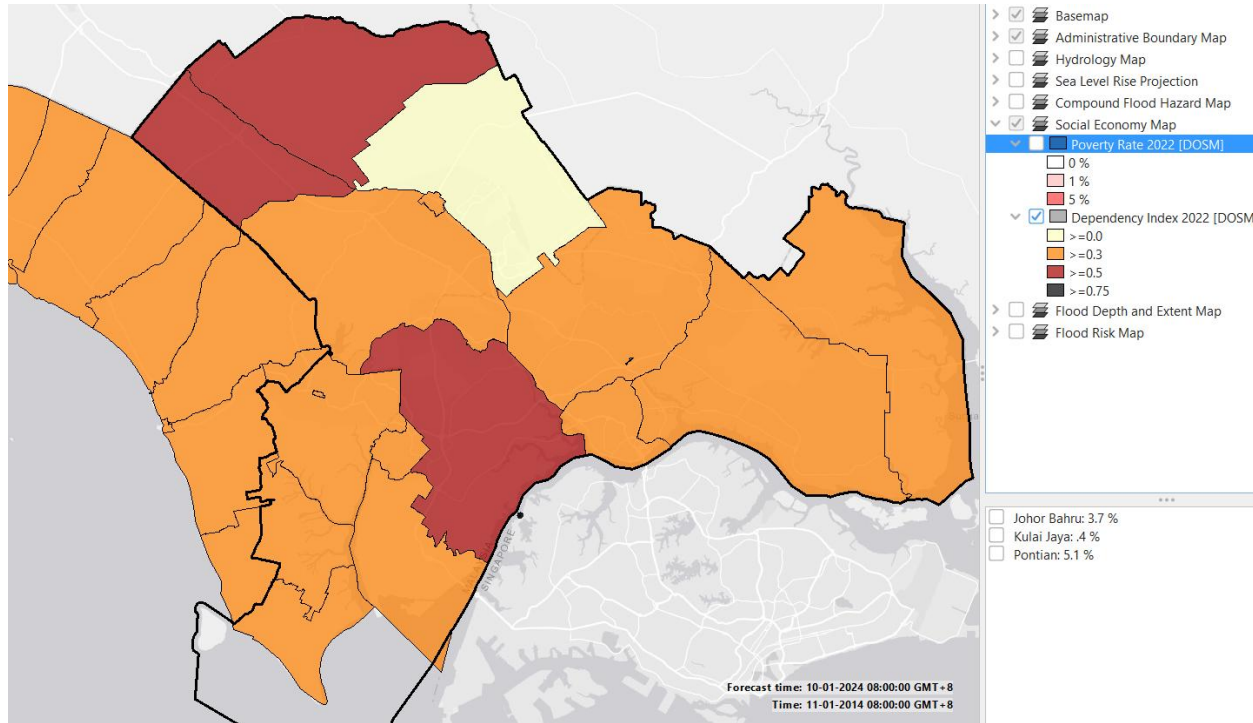 Basemap
Administrative Boundary Map
Hydrology Map
Sea Level Rise Projection
Compound Flood Hazard Map
Social Economy Map
Poverty Rate 2022 [DOSM]
0 %
1 %
5 %
Dependency Index 2022 [DOSM
>=0.0
>=0.3
>=0.5
>=0.75
Flood Depth and Extent Map
Flood Risk Map
Johor Bahru: 3.7 %
Kulai Jaya: .4 %
Pontian: 5.1 %
SINGAPORE
Forecast time: 10-01-2024 08:00:00 GMT+8
Time: 11-01-2014 08:00:00 GMT+8